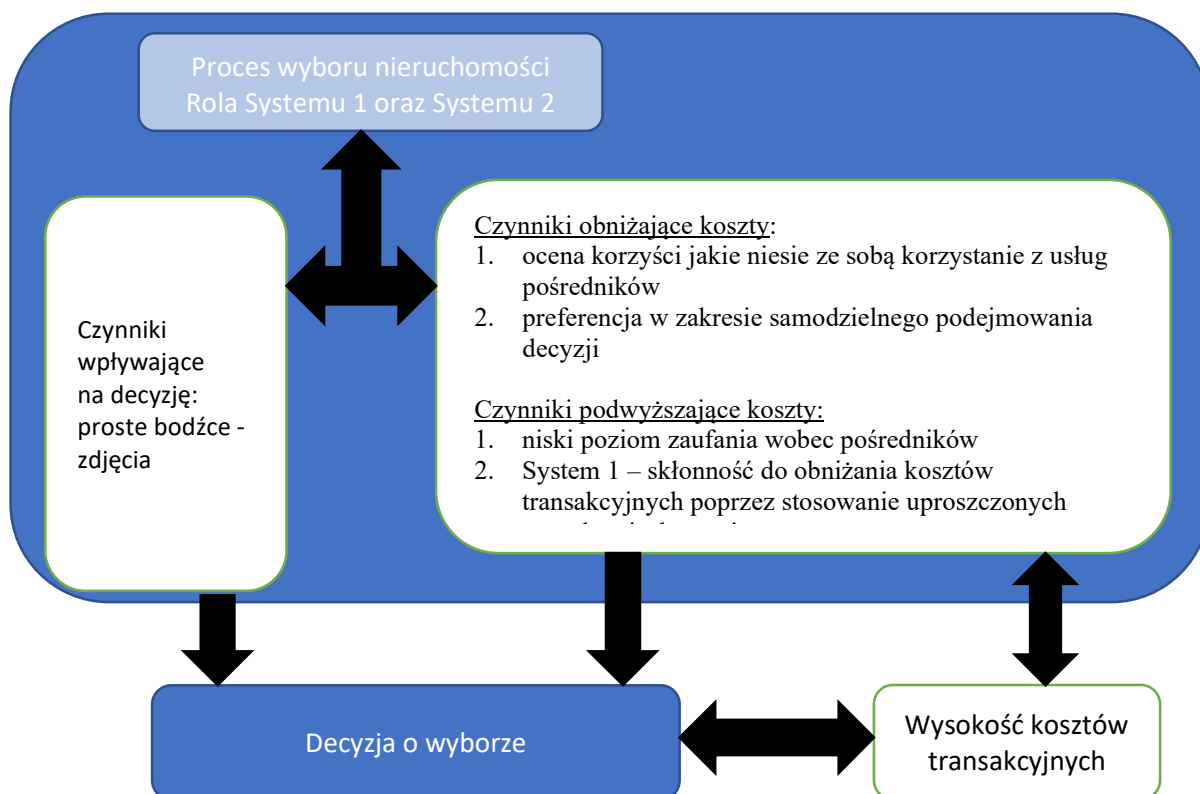 Proces wyboru nieruchomości
Rola Systemu 1 oraz Systemu 2
Czynniki
wpływające
na decyzję:
proste bodźce -
zdjęcia
Czynniki obniżające koszty:
1. ocena korzyści jakie niesie ze sobą korzystanie z usług
pośredników
2. preferencja w zakresie samodzielnego podejmowania
decyzji
Czynniki podwyższające koszty:
1. niski poziom zaufania wobec pośredników
2. System 1 – skłonność do obniżania kosztów
transakcyjnych poprzez stosowanie uproszczonych
Decyzja o wyborze
Wysokość kosztów
transakcyjnych